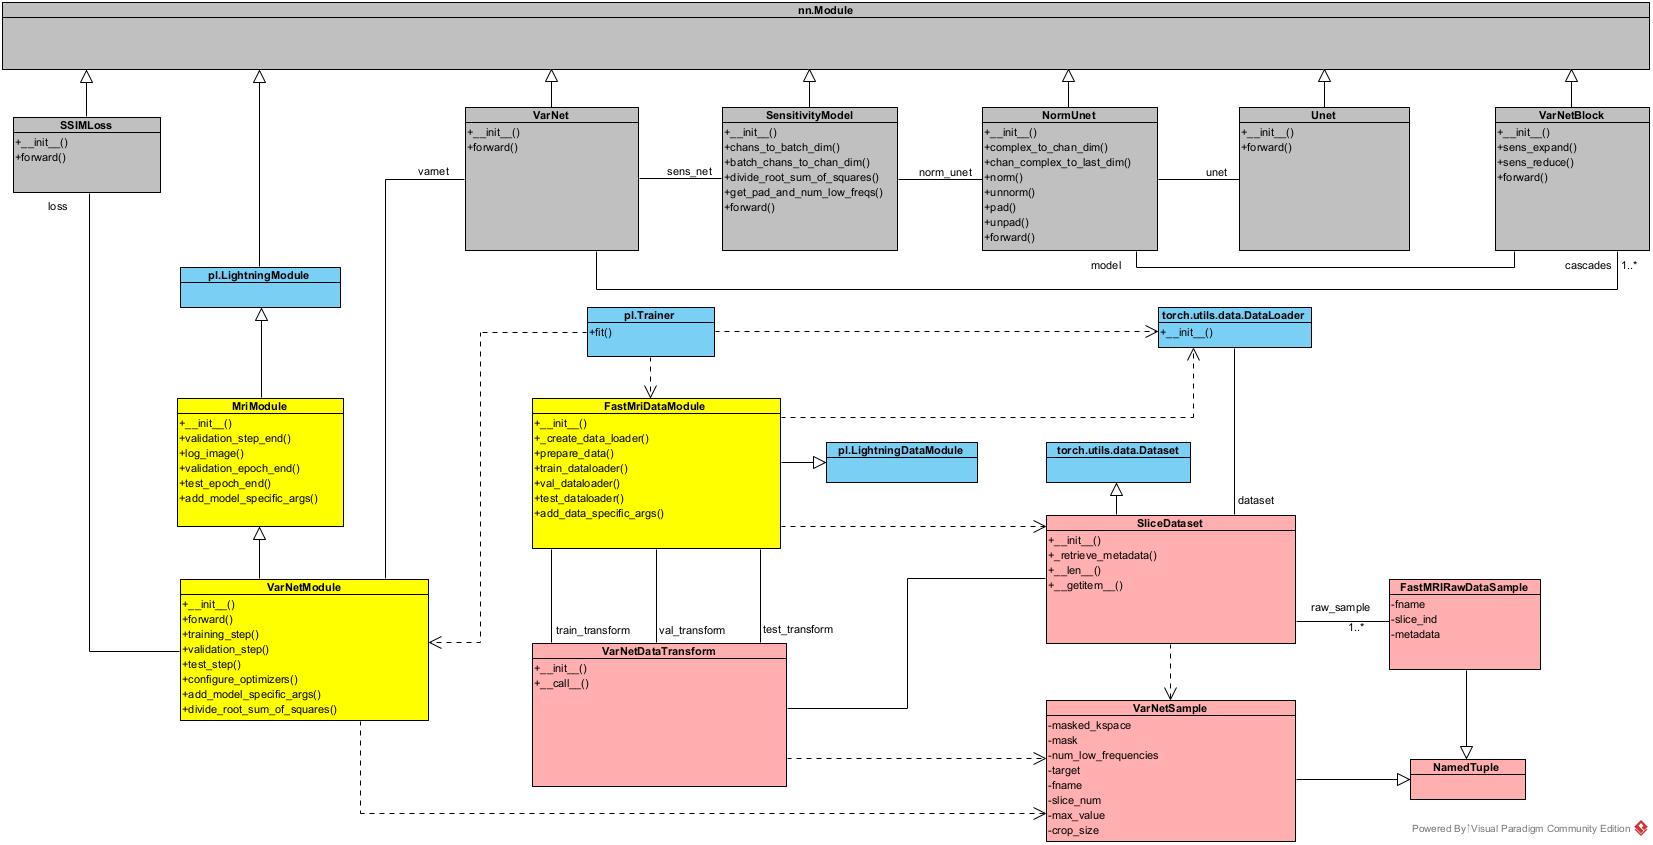 nn.Module
SSIMLoss
+__init__()
+forward()
VarNet
+__init__()
+forward()
SensitivityModel
+__init__()
+chans_to_batch_dim()
+batch_chans_to_chan_dim()
+divide_root_sum_of_squares()
+get_pad_and_num_low_freqs()
+forward()
NormUnet
+__init__()
+complex_to_chan_dim()
+chan_complex_to_last_dim()
+norm()
+unnorm()
+pad()
+unpad()
+forward()
Unet
+__init__()
+forward()
VarNetBlock
+__init__()
+sens_expand()
+sens_reduce()
+forward()
varnet
sens_net
norm_unet
unet
loss
model
cascades
1..*
pl.LightningModule
pl.Trainer
+fit()
torch.utils.data.DataLoader
+__init__()
MriModule
+__init__()
+validation_step_end()
+log_image()
+validation_epoch_end()
+test_epoch_end()
+add_model_specific_args()
FastMriDataModule
+__init__()
+_create_data_loader()
+prepare_data()
+train_dataloader()
+val_dataloader()
+test_dataloader()
+add_data_specific_args()
pl.LightningDataModule
torch.utils.data.Dataset
dataset
SliceDataset
+__init__()
+_retrieve_metadata()
+__len__()
+__getitem__()
VarNetModule
+__init__()
+forward()
+training_step()
+validation_step()
+test_step()
+configure_optimizers()
+add_model_specific_args()
+divide_root_sum_of_squares()
train_transform
val_transform
test_transform
raw_sample
1..*
FastMRIRawDataSample
-fname
-slice_ind
-metadata
VarNetDataTransform
+__init__()
+__call__()
VarNetSample
-masked_kspace
-mask
-num_low_frequencies
-target
-fname
-slice_num
-max_value
-crop_size
NamedTuple
Powered By Visual Paradigm Community Edition